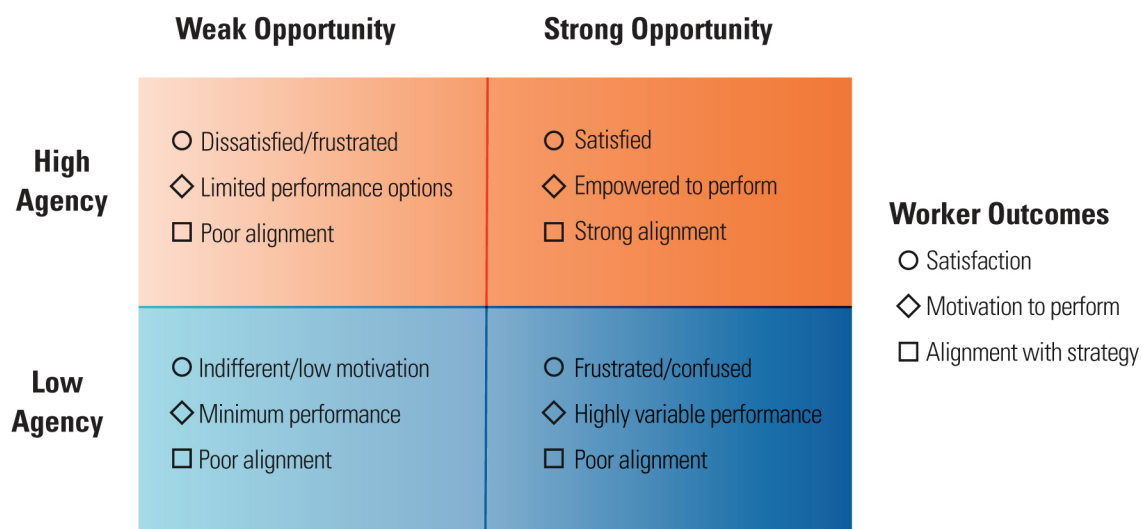 Weak Opportunity
Strong Opportunity
High
Agency
Dissatisfied/frustrated
Limited performance options
Poor alignment
Satisfied
Empowered to perform
Strong alignment
Low
Agency
Indifferent/low motivation
Minimum performance
Poor alignment
Frustrated/confused
Highly variable performance
Poor alignment
Worker Outcomes
Satisfaction
Motivation to perform
Alignment with strategy